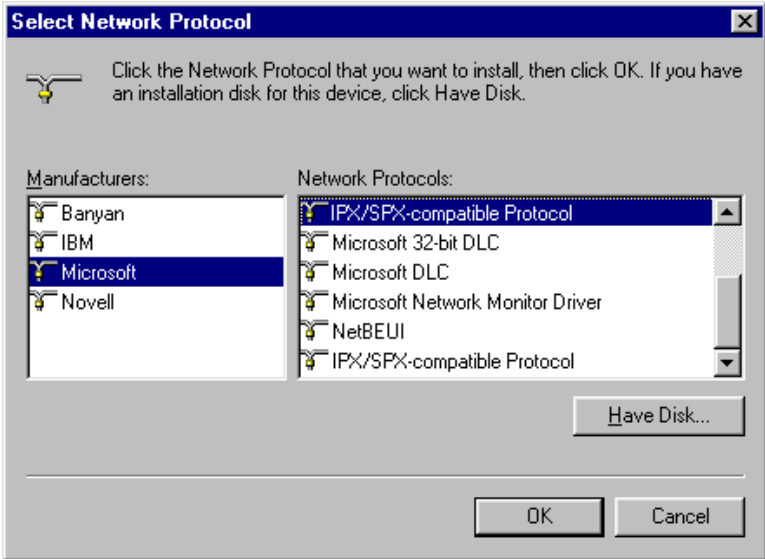 Select Network Protocol
Click the Network Protocol that you want to install, then click OK. If you have
an installation disk for this device, click Have Disk.
Manufacturers:
Banyan
IBM
Microsoft
Novell
Network Protocols:
IPX/SPX-compatible Protocol
Microsoft 32-bit DLC
Microsoft DLC
Microsoft Network Monitor Driver
NetBEUI
IPX/SPX-compatible Protocol
Have Disk...
OK
Cancel